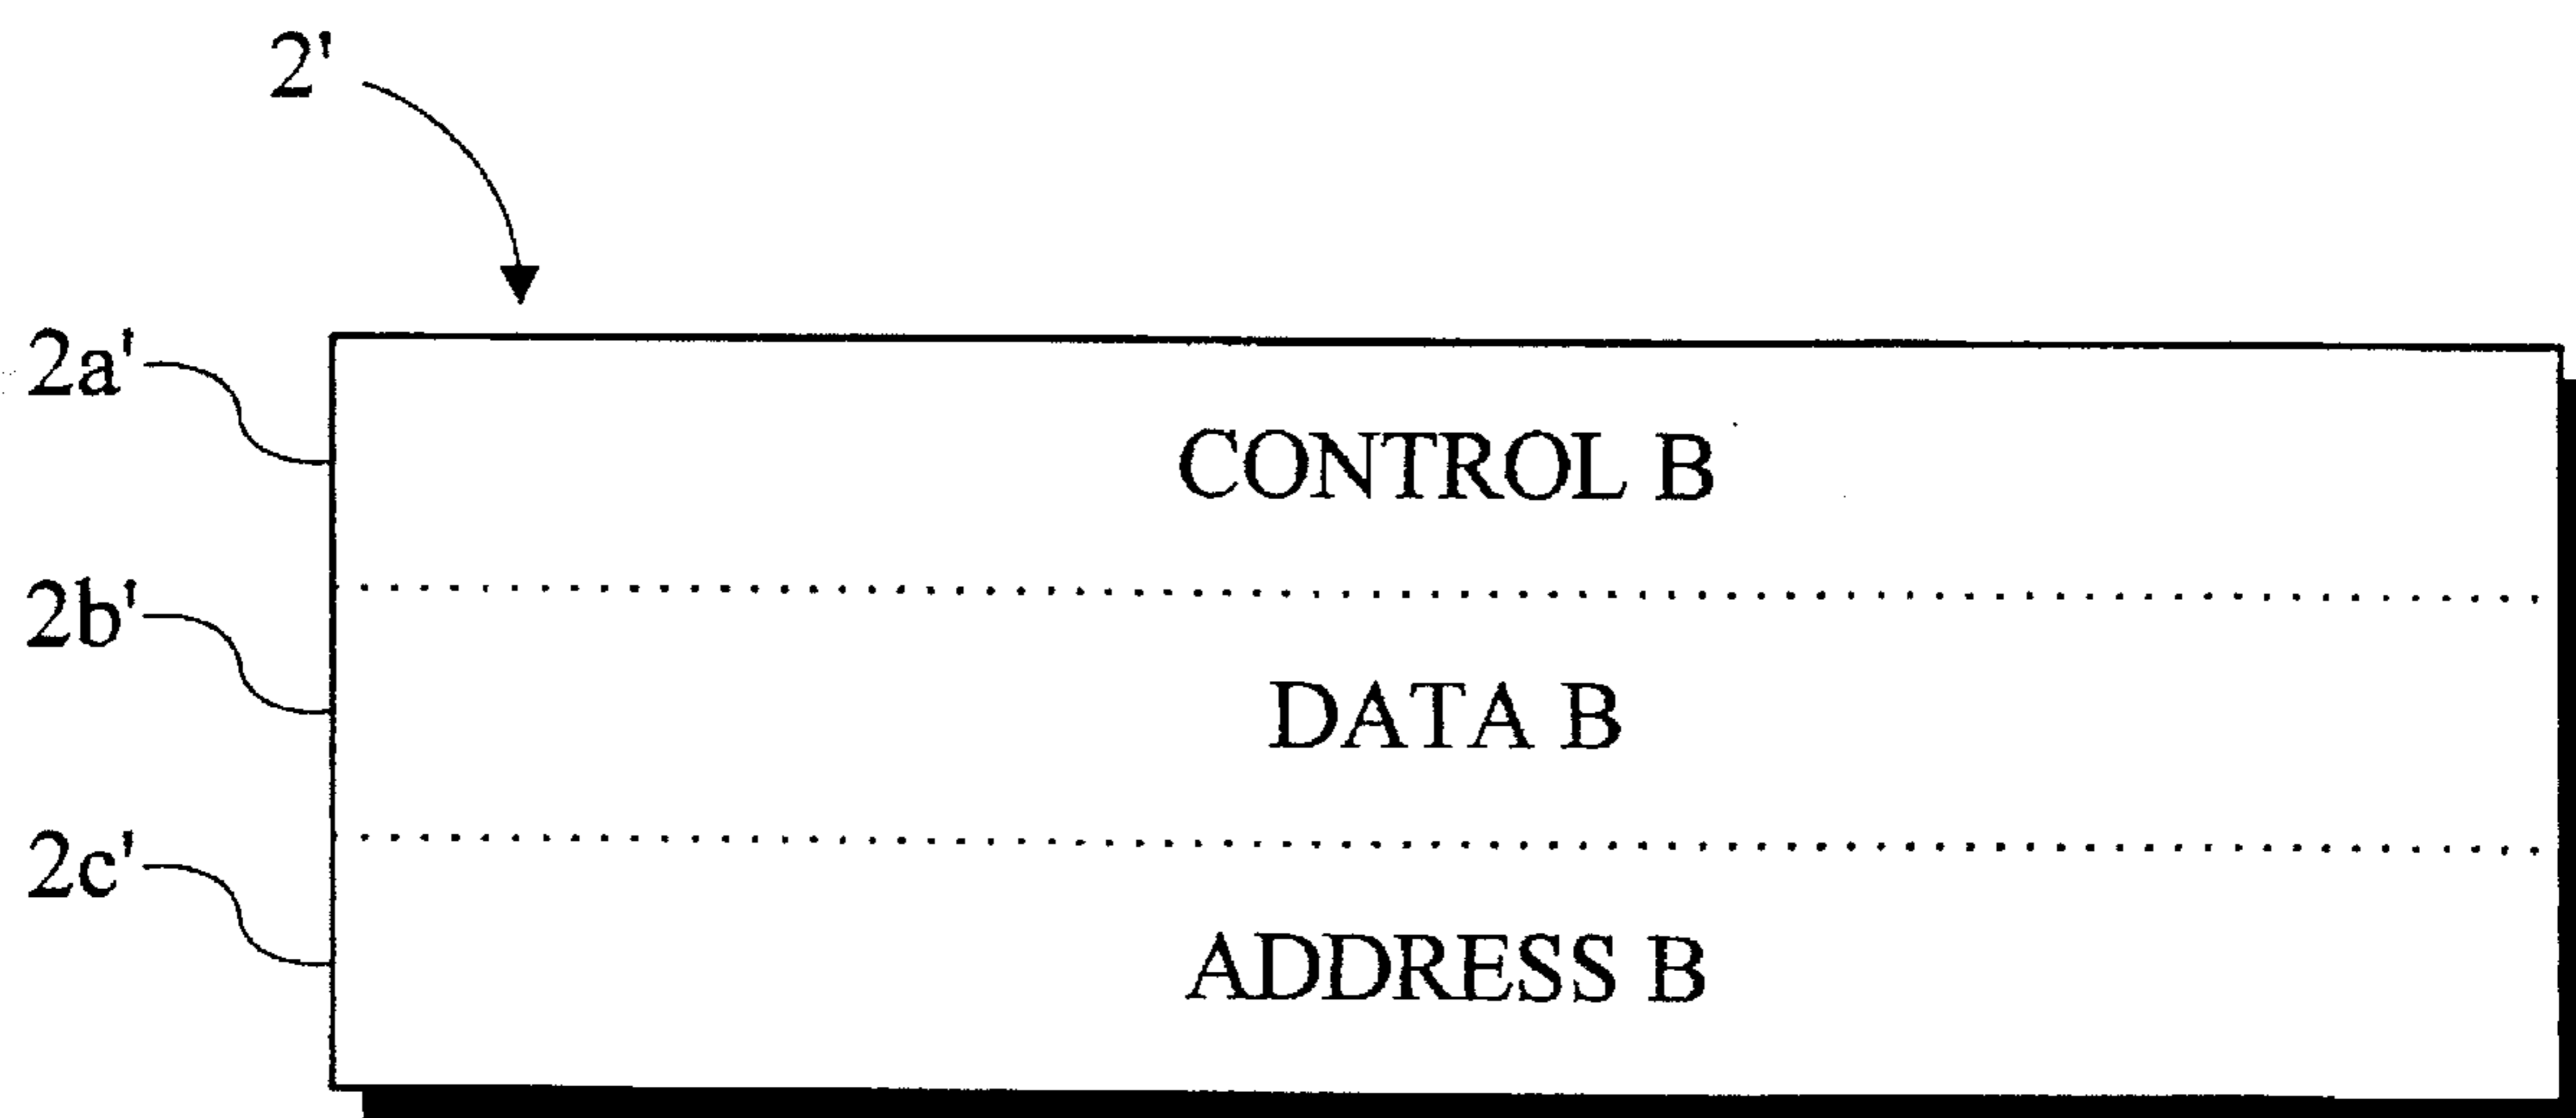 2'
2a'
CONTROL B
2b'
DATA B
2c'
ADDRESS B